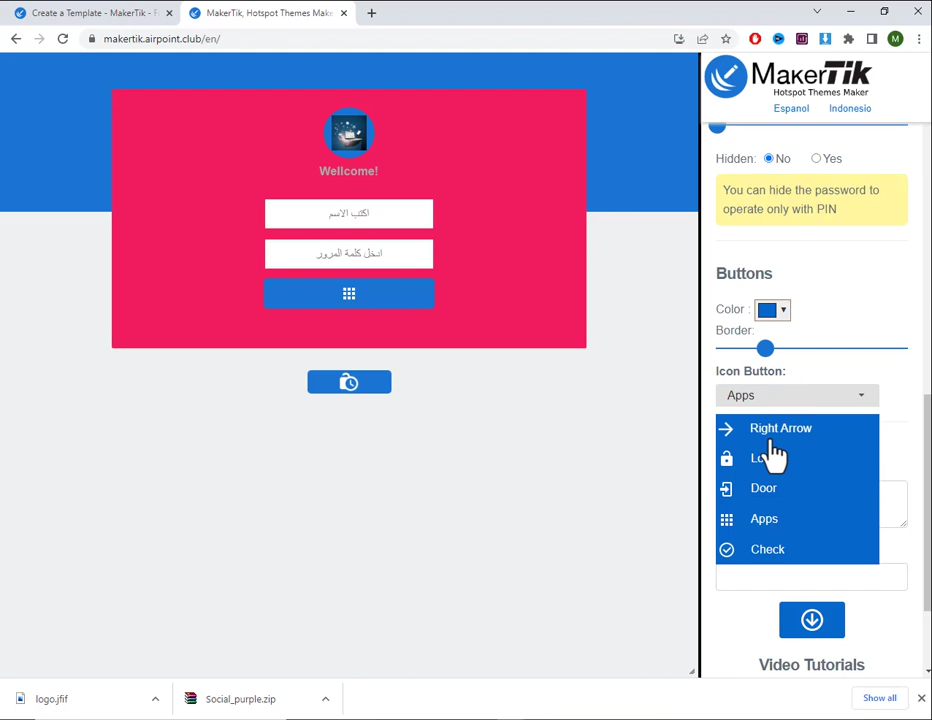 Create a Template - MakerTik - F
MakerTik, Hotspot Themes Make
makertik.airpoint.club/en/
M
MakerTik
Hotspot Themes Maker
Espanol
Indonesio
Wellcome!
اكتب الاسم
ادخل كلمة المرور
Hidden:
No
Yes
You can hide the password to
operate only with PIN
Buttons
Color :
Border:
Icon Button:
Apps
Right Arrow
Door
Apps
Check
Video Tutorials
logo.jfif
Social_purple.zip
Show all